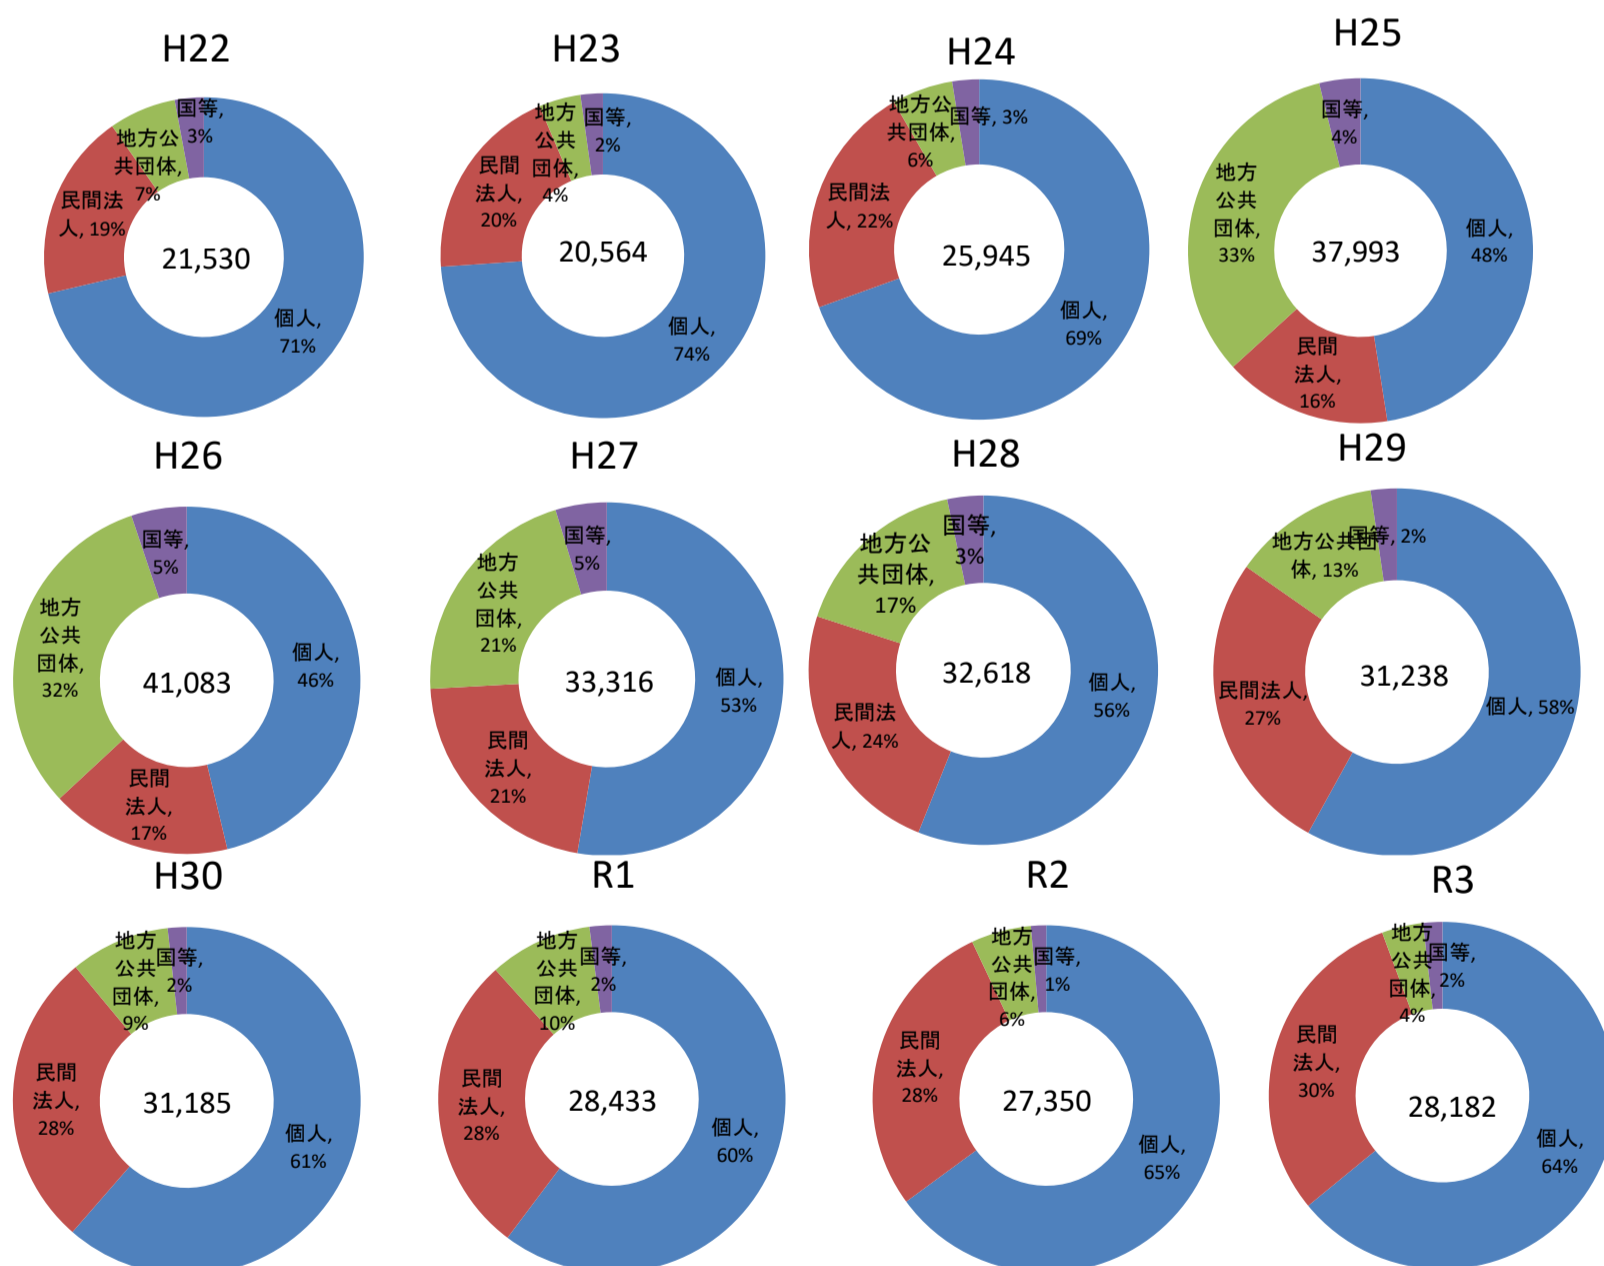 H22
国等,
3%
地方公
共団体,
7%
民間法
人, 19%
21,530
個人,
71%
H23
地方
公共
団体,
4%
国等,
2%
民間
法人,
20%
20,564
個人,
74%
H24
地方公
共団体,
6%
国等, 3%
民間法
人, 22%
25,945
個人,
69%
H25
国等,
4%
地方
公共
団体,
33%
37,993
個人,
48%
民間
法人,
16%
H26
国等,
5%
地方
公共
団体,
32%
41,083
個人,
46%
民間
法人,
17%
H27
国等,
5%
地方
公共
団体,
21%
33,316
個人,
53%
民間
法人,
21%
H28
国等,
3%
地方公
共団体,
17%
32,618
個人,
56%
民間法
人, 24%
H29
国等, 2%
地方公共団
体, 13%
民間法人,
27%
31,238
個人, 58%
H30
地方
公共
団体,
9%
国等,
2%
民間
法人,
28%
31,185
個人,
61%
R1
地方
公共
団体,
10%
国等,
2%
民間
法人,
28%
28,433
個人,
60%
R2
地方
公共
団体,
6%
国等,
1%
民間
法人,
28%
27,350
個人,
65%
R3
地方
公共
団体,
4%
国等,
2%
民間
法人,
30%
28,182
個人,
64%